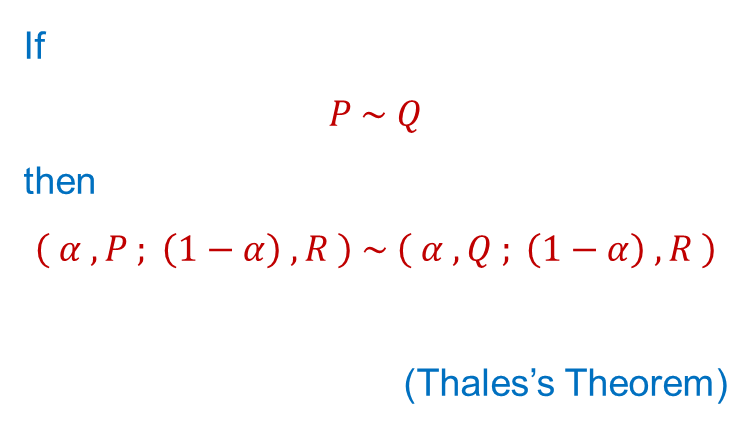 If
P ~ Q
then
( α , P ; (1 − α) , R ) ~ ( α , Q ; (1 − α) , R )
(Thales's Theorem)